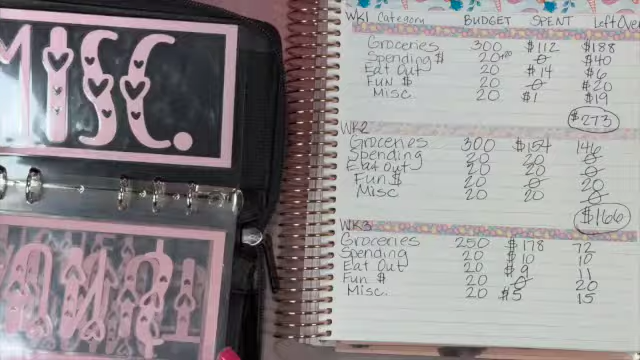 MISC.
WK1 Category BUDGET SPENT Left Over
Groceries 300 $112 $188
Spending $ 20 0 $40
Eat Out 20 $14 $6
Fun $ 20 0 $20
Misc. 20 $1 $19
$273
WK2
Groceries 300 $154 146
Spending 20 20 0
Eat Out 20 20 0
Fun $ 20 0 20
Misc 20 20 0
$166
WK3
Groceries 250 $178 72
Spending 20 $10 10
Eat Out 20 $9 11
Fun $ 20 0 20
Misc. 20 $5 15